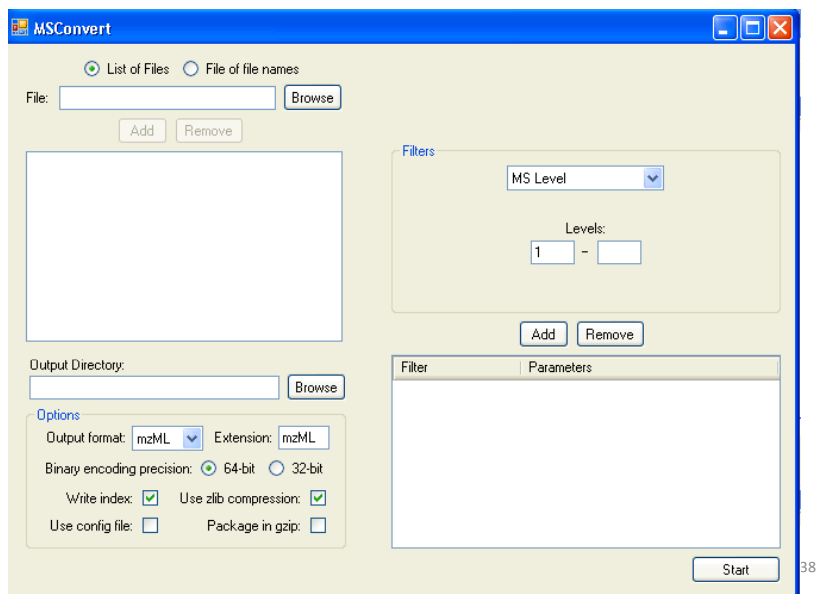 MSConvert
List of Files File of file names
File: Browse
Add Remove
Filters
MS Level
Levels:
1 -
Add Remove
Output Directory:
Browse
Filter Parameters
Options
Output format: mzML Extension: mzML
Binary encoding precision: 64-bit 32-bit
Write index: Use zlib compression:
Use config file: Package in gzip:
Start
38